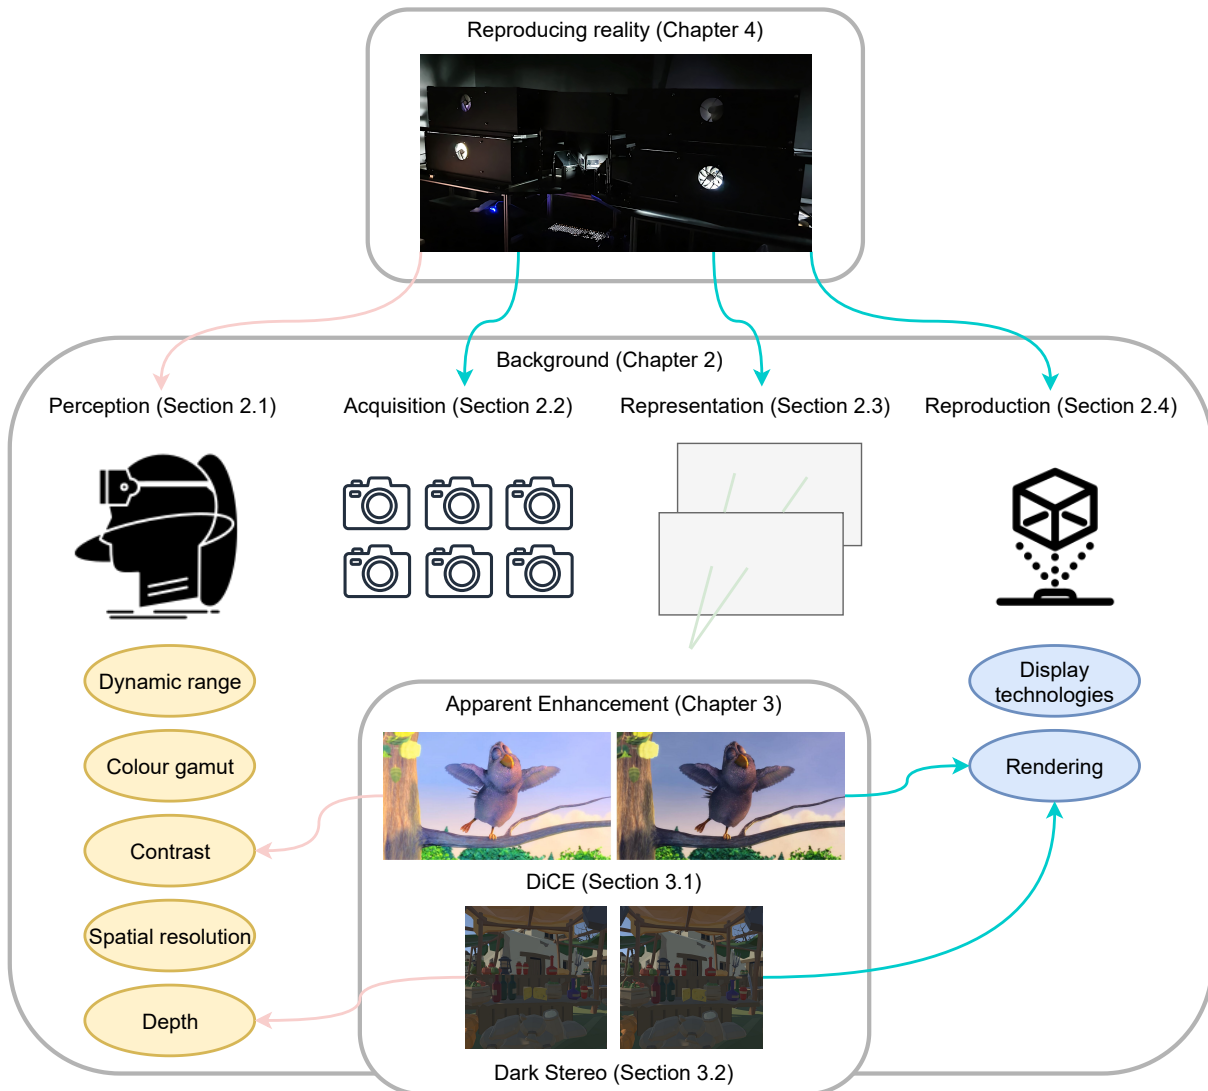 Reproducing reality (Chapter 4)
Background (Chapter 2)
Perception (Section 2.1)
Acquisition (Section 2.2)
Representation (Section 2.3)
Reproduction (Section 2.4)
Dynamic range
Colour gamut
Contrast
Spatial resolution
Depth
Apparent Enhancement (Chapter 3)
DiCE (Section 3.1)
Dark Stereo (Section 3.2)
Display
technologies
Rendering